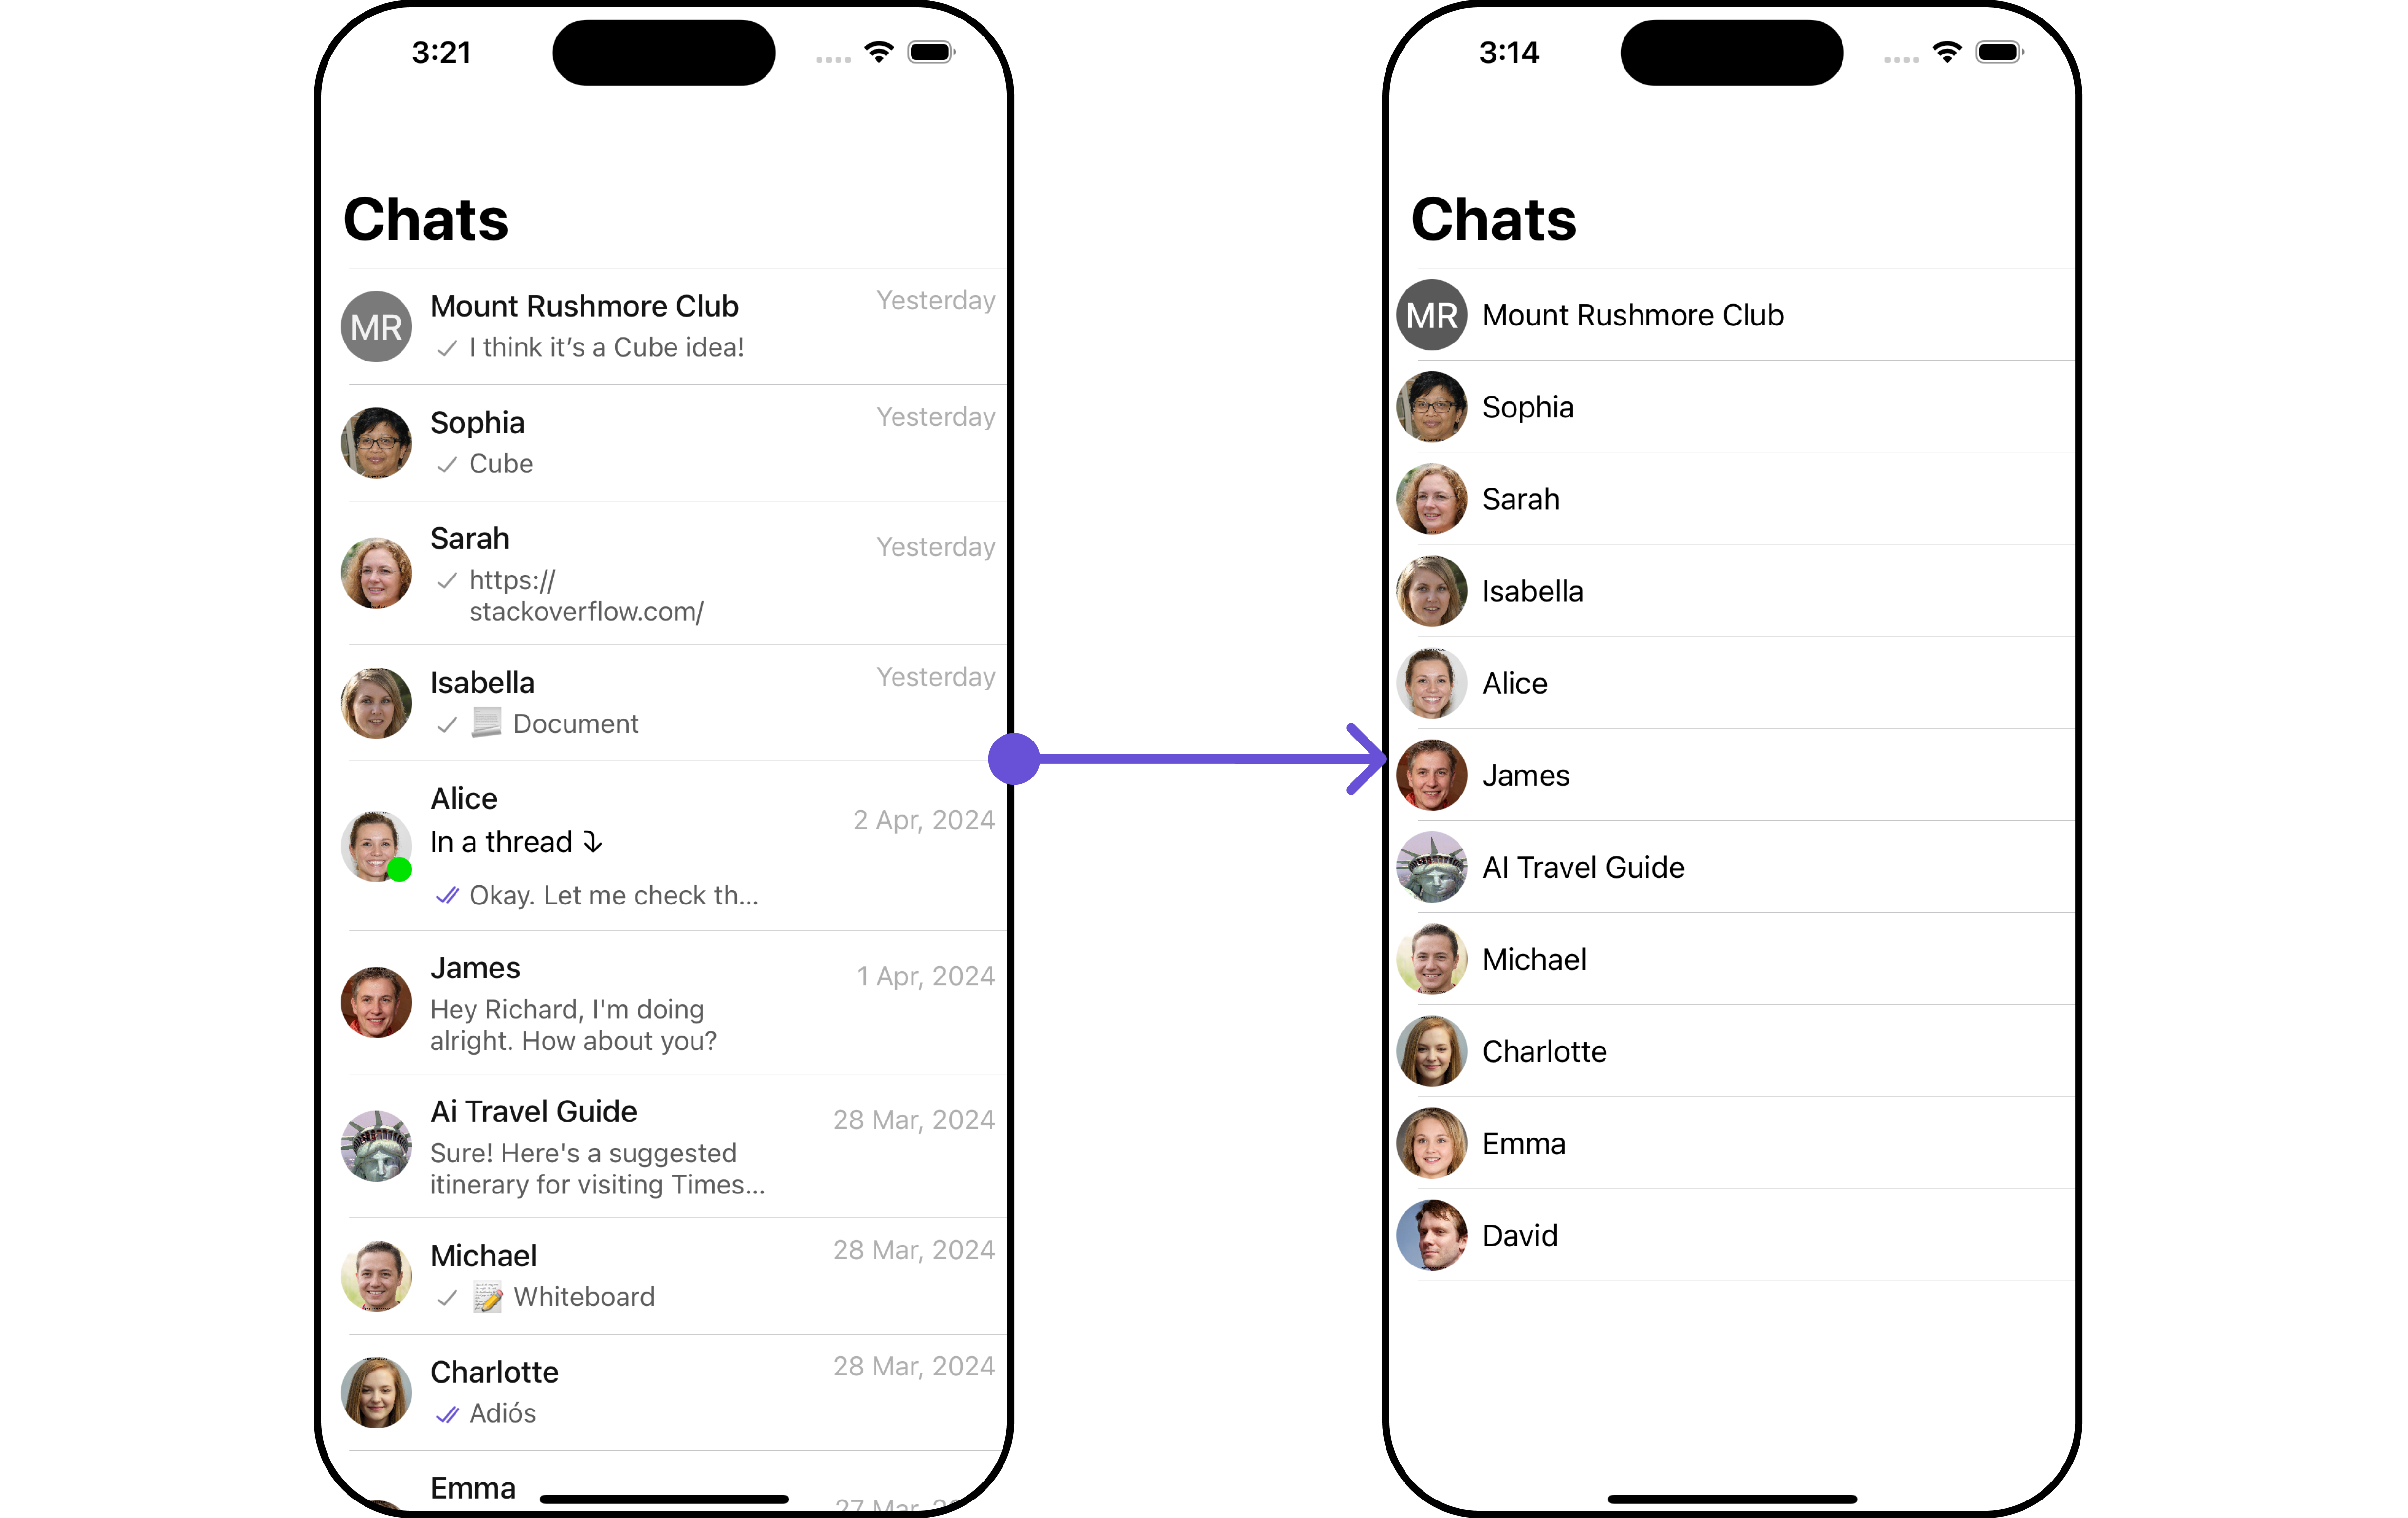 3:21
Chats
MR
Mount Rushmore Club
Yesterday
I think it’s a Cube idea!
Sophia
Yesterday
Cube
Sarah
Yesterday
https://
stackoverflow.com/
Isabella
Yesterday
Document
Alice
2 Apr, 2024
In a thread
Okay. Let me check th...
James
1 Apr, 2024
Hey Richard, I'm doing
alright. How about you?
Ai Travel Guide
28 Mar, 2024
Sure! Here's a suggested
itinerary for visiting Times...
Michael
28 Mar, 2024
Whiteboard
Charlotte
28 Mar, 2024
Adiós
Emma
27 Mar,
3:14
Chats
MR
Mount Rushmore Club
Sophia
Sarah
Isabella
Alice
James
AI Travel Guide
Michael
Charlotte
Emma
David